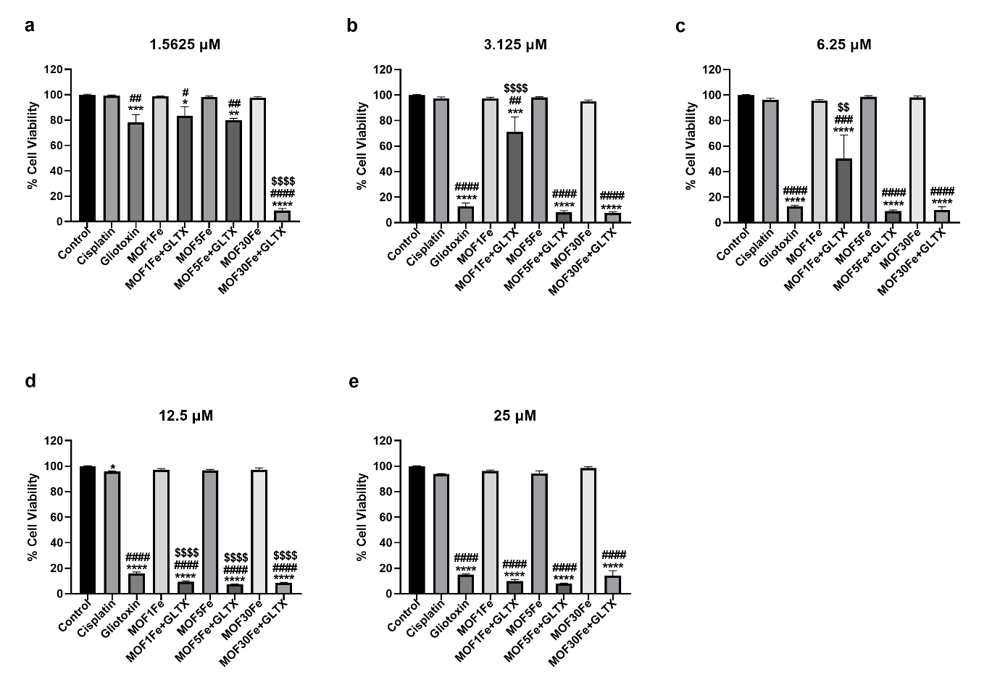 a
1.5625 µM
% Cell Viability
120
100
80
60
40
20
0
##
***
#
*
##
**
$$$$
####
****
Control
Cisplatin
Gliotoxin
MOF1Fe
MOF1Fe+GLTX
MOF5Fe
MOF5Fe+GLTX
MOF30Fe
MOF30Fe+GLTX
b
3.125 µM
% Cell Viability
120
100
80
60
40
20
0
####
****
$$$$
##
***
####
****
####
****
Control
Cisplatin
Gliotoxin
MOF1Fe
MOF1Fe+GLTX
MOF5Fe
MOF5Fe+GLTX
MOF30Fe
MOF30Fe+GLTX
c
6.25 µM
% Cell Viability
120
100
80
60
40
20
0
####
****
$$
###
****
####
****
####
****
Control
Cisplatin
Gliotoxin
MOF1Fe
MOF1Fe+GLTX
MOF5Fe
MOF5Fe+GLTX
MOF30Fe
MOF30Fe+GLTX
d
12.5 µM
% Cell Viability
120
100
80
60
40
20
0
*
####
****
$$$$
####
****
$$$$
####
****
$$$$
####
****
Control
Cisplatin
Gliotoxin
MOF1Fe
MOF1Fe+GLTX
MOF5Fe
MOF5Fe+GLTX
MOF30Fe
MOF30Fe+GLTX
e
25 µM
% Cell Viability
120
100
80
60
40
20
0
####
****
####
****
####
****
####
****
Control
Cisplatin
Gliotoxin
MOF1Fe
MOF1Fe+GLTX
MOF5Fe
MOF5Fe+GLTX
MOF30Fe
MOF30Fe+GLTX